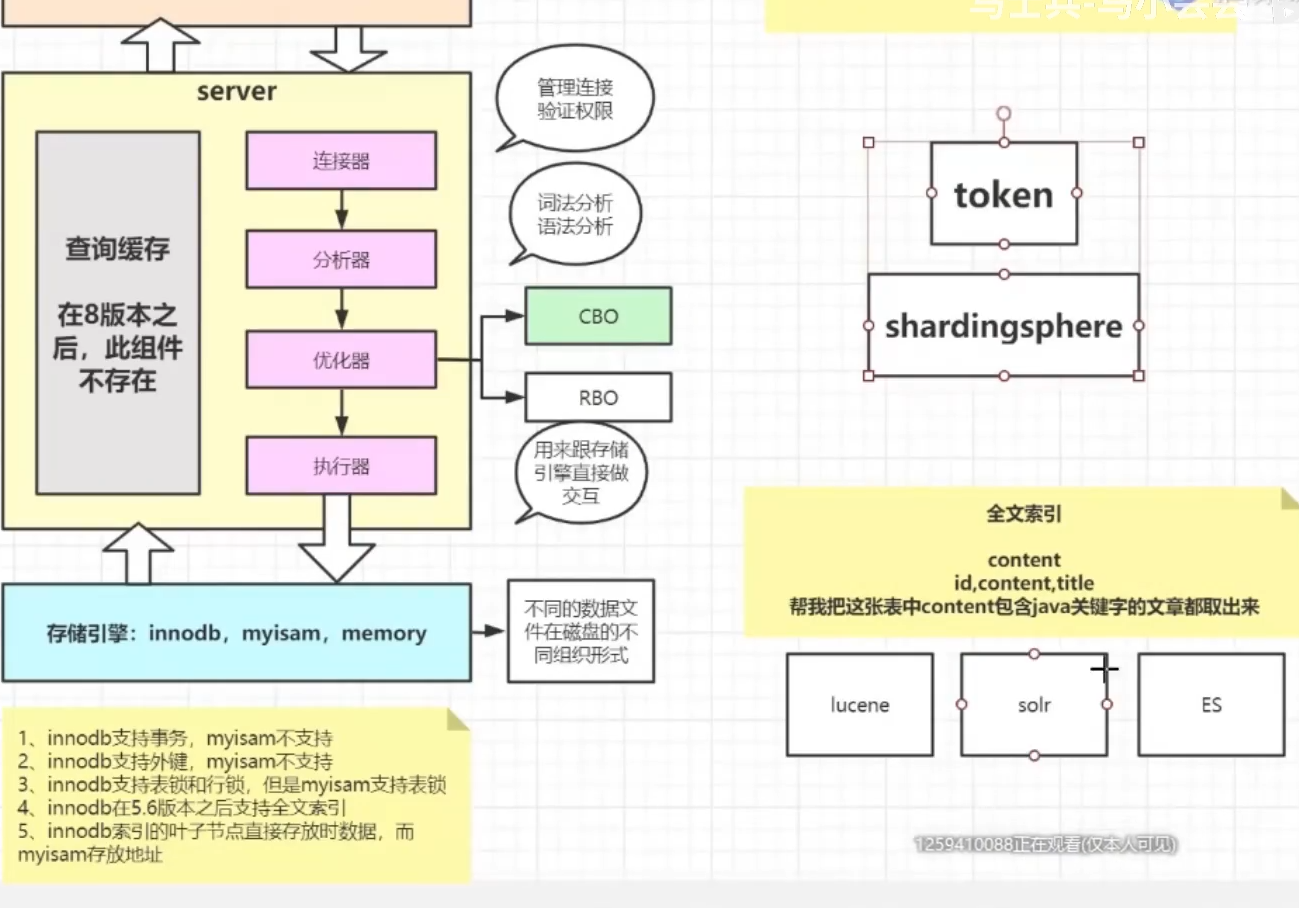 server
管理连接
验证权限
连接器
词法分析
语法分析
分析器
查询缓存
在8版本之
后，此组件
不存在
CBO
优化器
RBO
用来跟存储
引擎直接做
交互
执行器
存储引擎：innodb，myisam，memory
不同的数据文
件在磁盘的不
同组织形式
1、innodb支持事务，myisam不支持
2、innodb支持外键，myisam不支持
3、innodb支持表锁和行锁，但是myisam支持表锁
4、innodb在5.6版本之后支持全文索引
5、innodb索引的叶子节点直接存放时数据，而
myisam存放地址
token
shardingsphere
全文索引
content
id,content,title
帮我把这张表中content包含java关键字的文章都取出来
lucene
solr
ES
1259410088正在观看(仅本人可见)